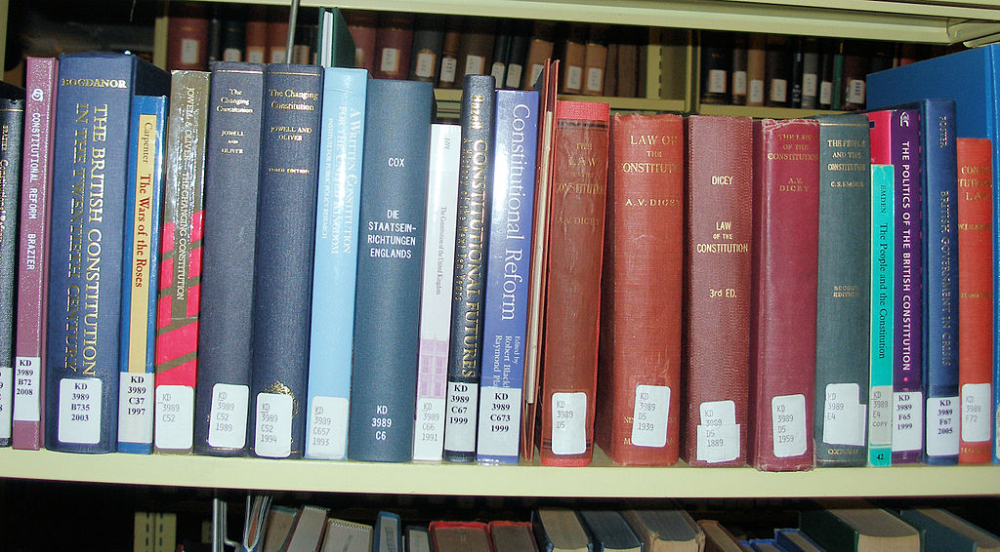 CONSTITUTIONAL REFORM BRAZIER
KD
3989
B72
2008
BOGDANOR
THE BRITISH CONSTITUTION
IN THE TWENTIETH CENTURY
KD
3989
B735
2003
Carpenter The Wars of the Roses
KD
3989
C37
1997
JOWELL & OLIVER THE CHANGING CONSTITUTION
KD
3989
C52
The
Changing
Constitution
JOWELL
AND
OLIVER
KD
3989
C52
1989
The Changing
Constitution
JOWELL AND
OLIVER
THIRD EDITION
KD
3989
C52
1994
A WRITTEN CONSTITUTION
FOR THE UNITED KINGDOM
INSTITUTE FOR PUBLIC POLICY RESEARCH
KD
3989
C657
1993
COX
DIE
STAATSEIN-
RICHTUNGEN
ENGLANDS
KD
3989
C6
The Constitution of the United Kingdom
KD
3989
C66
1991
CONSTITUTIONAL FUTURES
KD
3989
C67
1999
Constitutional Reform
Edited by
Robert
Raymond
KD
3989
C673
1999
THE
LAW
OF THE
CONSTITUTION
A.V. DICEY
KD
3989
D5
LAW OF
THE
CONSTITUT
A.V. DICEY
KD
3989
D5
1939
DICEY
LAW
OF THE
CONSTITUTION
3rd ED.
KD
3989
D5
1889
THE LAW
OF THE
CONSTITUTION
A.V.
DICEY
KD
3989
D5
1959
THE PEOPLE
AND THE
CONSTITUTION
C.S. EMDEN
SECOND
EDITION
KD
3989
E4
OXFORD
EMDEN The People and the Constitution
KD
3989
E4
COPY
42
THE POLITICS OF THE BRITISH CONSTITUTION
KD
3989
F65
1999
FOLEY BRITISH GOVERNMENT IN CRISIS
KD
3989
F67
2005
LAW
KD
3989
F72